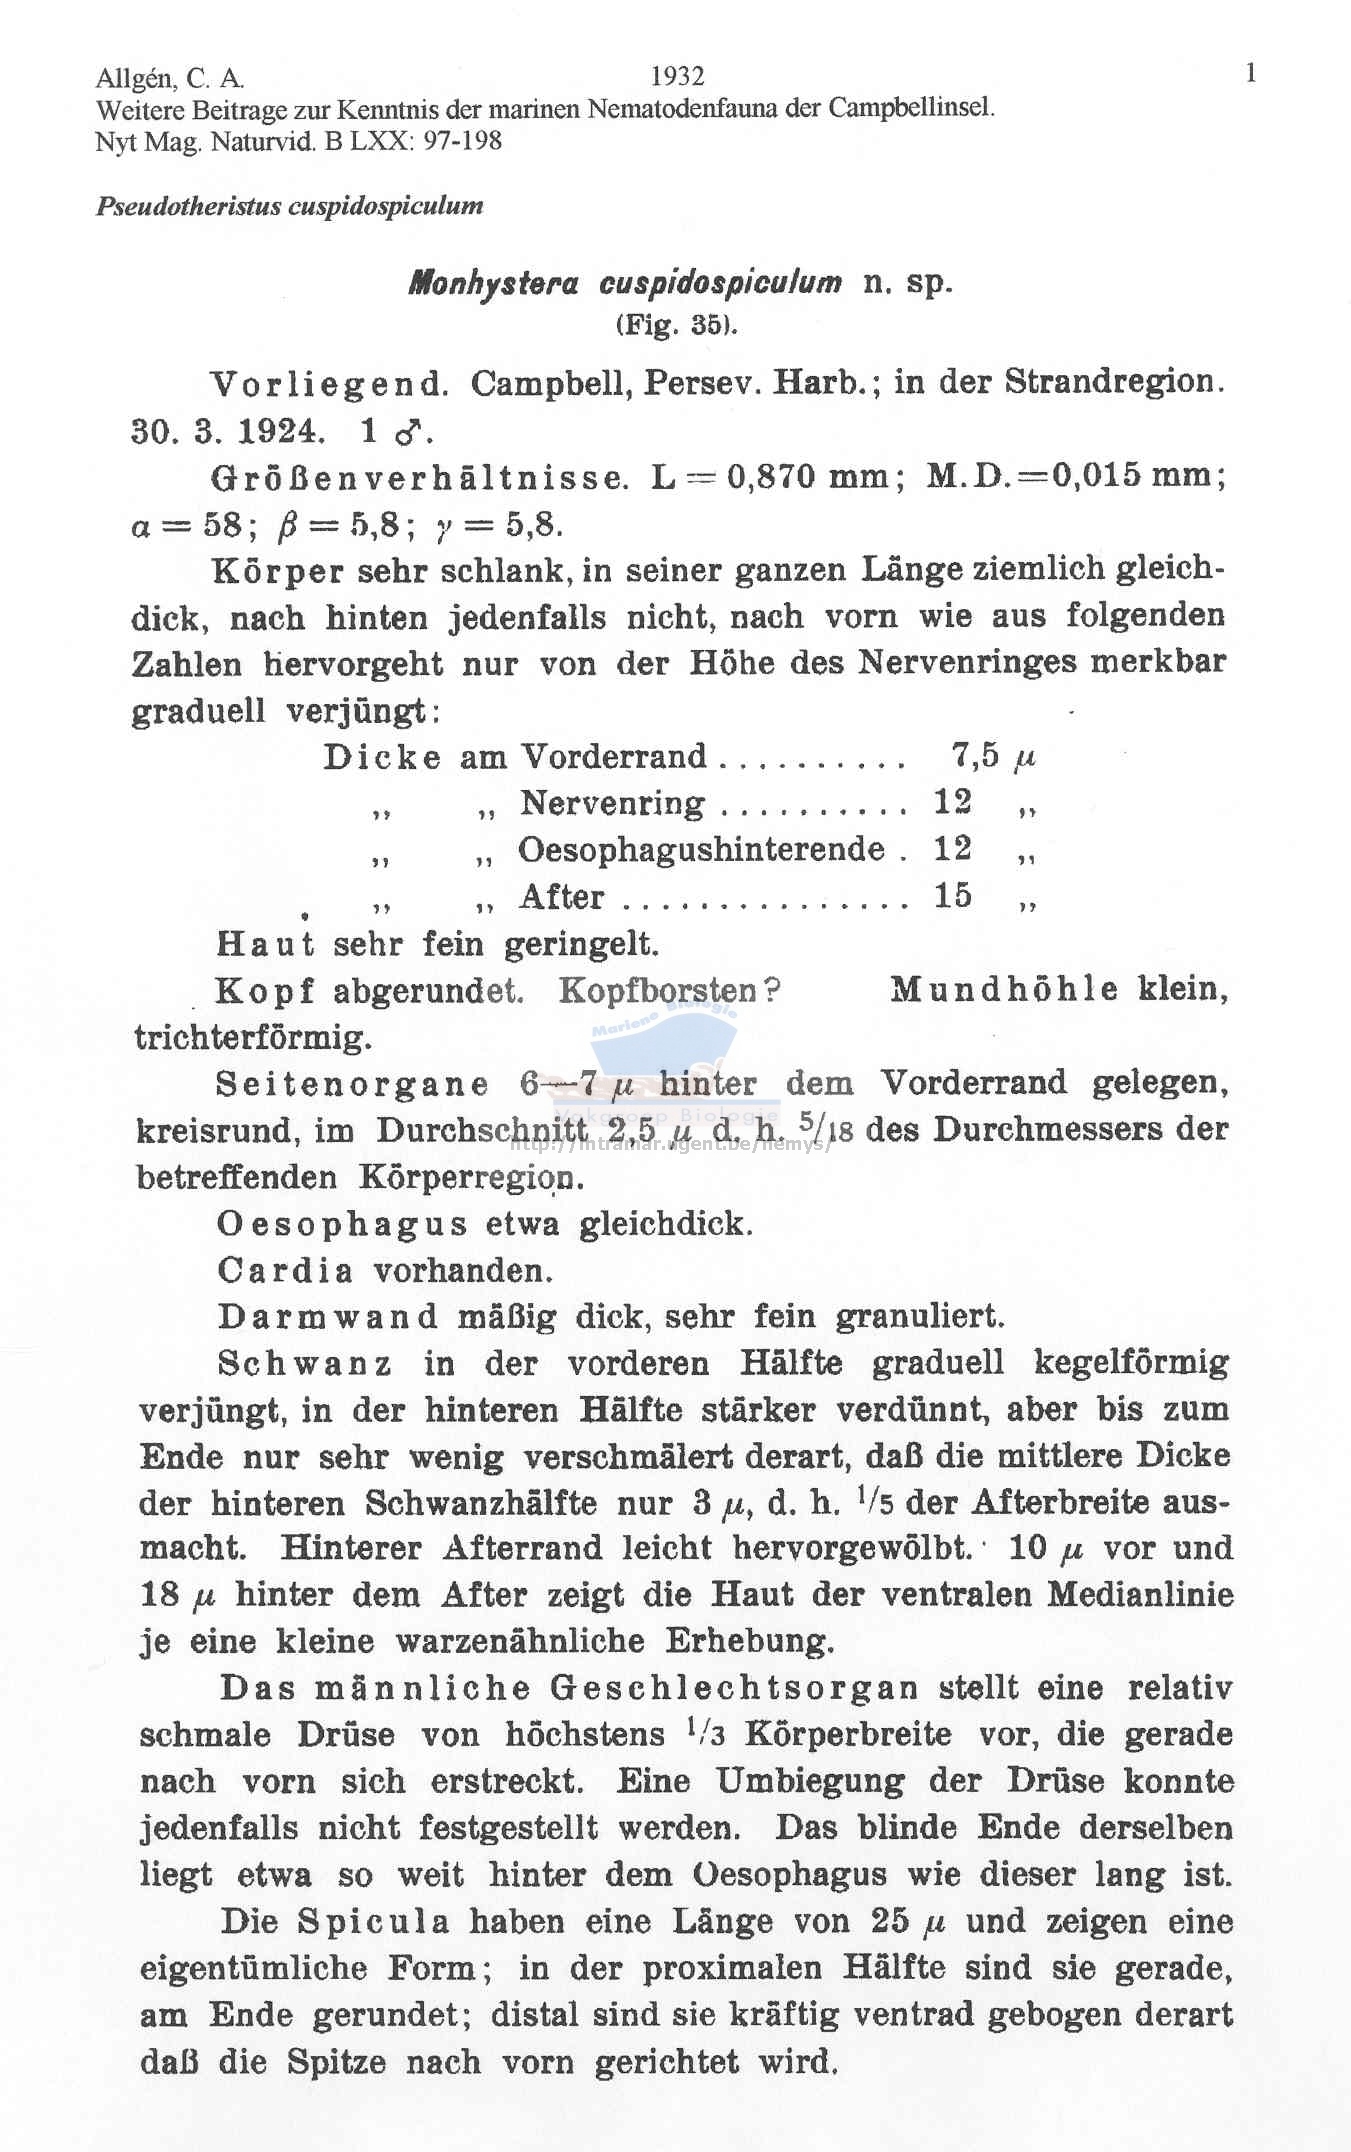 Allgén, C. A. 1932 1
Weitere Beitrage zur Kenntnis der marinen Nematodenfauna der Campbellinsel.
Nyt Mag. Naturvid. B LXX: 97-198
Pseudotheristus cuspidospiculum
Monhystera cuspidospiculum n. sp.
(Fig. 35).
Vorliegend. Campbell, Persev. Harb.; in der Strandregion.
30. 3. 1924. 1 ♂.
Größenverhältnisse. L = 0,870 mm; M.D.=0,015 mm;
α = 58; β = 5,8; γ = 5,8.
Körper sehr schlank, in seiner ganzen Länge ziemlich gleich-
dick, nach hinten jedenfalls nicht, nach vorn wie aus folgenden
Zahlen hervorgeht nur von der Höhe des Nervenringes merkbar
graduell verjüngt:
Dicke am Vorderrand .......... 7,5 μ
,, ,, Nervenring .......... 12 ,,
,, ,, Oesophagushinterende . 12 ,,
,, ,, After ............... 15 ,,
Haut sehr fein geringelt.
Kopf abgerundet. Kopfborsten? Mundhöhle klein,
trichterförmig.
Mariene Biologie
Seitenorgane 6—7 μ hinter dem Vorderrand gelegen,
Vakgroep Biologie
kreisrund, im Durchschnitt 2,5 μ, d. h. 5/18 des Durchmessers der
http://intramar.ugent.be/nemys/
betreffenden Körperregion.
Oesophagus etwa gleichdick.
Cardia vorhanden.
Darmwand mäßig dick, sehr fein granuliert.
Schwanz in der vorderen Hälfte graduell kegelförmig
verjüngt, in der hinteren Hälfte stärker verdünnt, aber bis zum
Ende nur sehr wenig verschmälert derart, daß die mittlere Dicke
der hinteren Schwanzhälfte nur 3 μ, d. h. 1/5 der Afterbreite aus-
macht. Hinterer Afterrand leicht hervorgewölbt. 10 μ vor und
18 μ hinter dem After zeigt die Haut der ventralen Medianlinie
je eine kleine warzenähnliche Erhebung.
Das männliche Geschlechtsorgan stellt eine relativ
schmale Drüse von höchstens 1/3 Körperbreite vor, die gerade
nach vorn sich erstreckt. Eine Umbiegung der Drüse konnte
jedenfalls nicht festgestellt werden. Das blinde Ende derselben
liegt etwa so weit hinter dem Oesophagus wie dieser lang ist.
Die Spicula haben eine Länge von 25 μ und zeigen eine
eigentümliche Form; in der proximalen Hälfte sind sie gerade,
am Ende gerundet; distal sind sie kräftig ventrad gebogen derart
daß die Spitze nach vorn gerichtet wird.